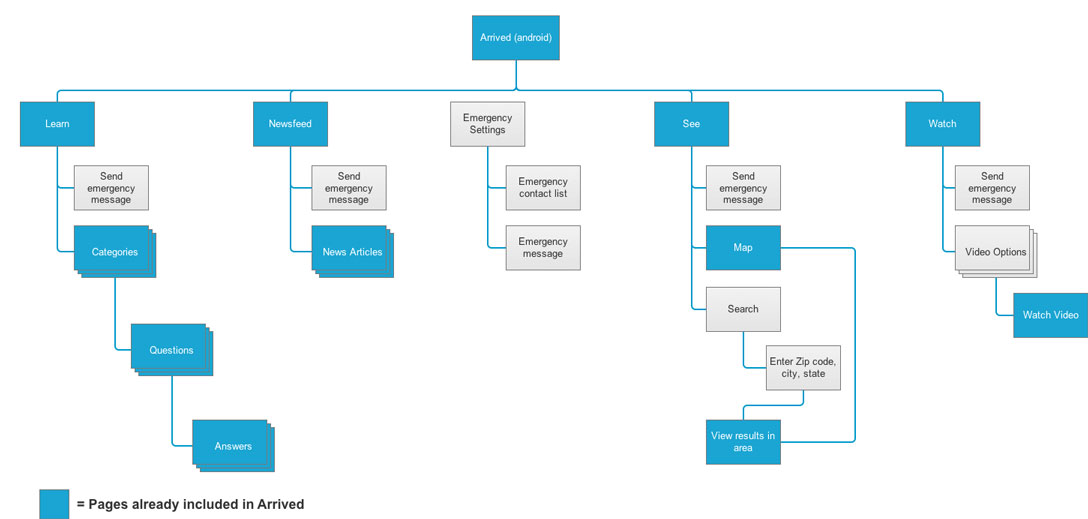 Arrived (android)
Learn
Newsfeed
Emergency
Settings
See
Watch
Send
emergency
message
Send
emergency
message
Emergency
contact list
Send
emergency
message
Send
emergency
message
Categories
News Articles
Emergency
message
Map
Video Options
Search
Watch Video
Questions
Enter Zip code,
city, state
Answers
View results in
area
= Pages already included in Arrived